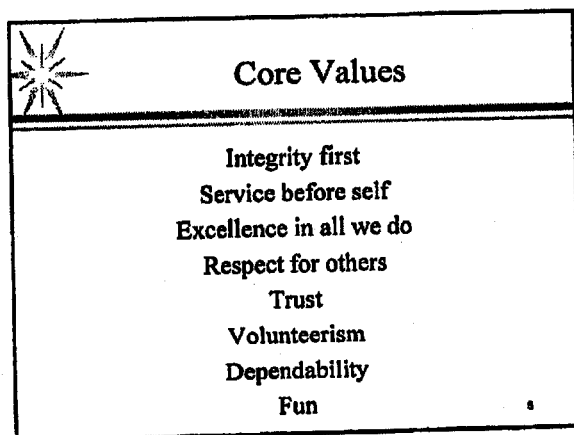 Core Values
Integrity first
Service before self
Excellence in all we do
Respect for others
Trust
Volunteerism
Dependability
Fun